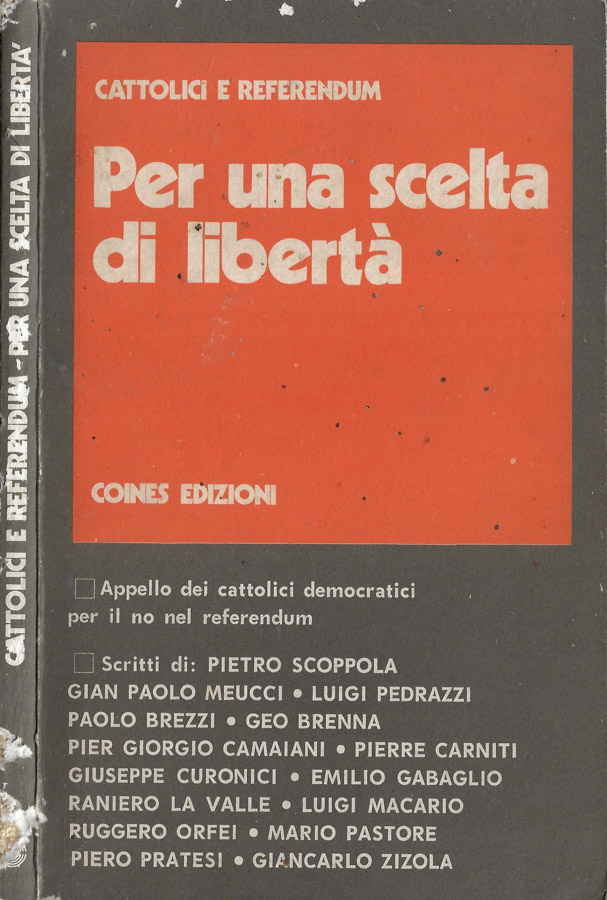 CATTOLICI E REFERENDUM - PER UNA SCELTA DI LIBERTA'
CATTOLICI E REFERENDUM
Per una scelta
di libertà
COINES EDIZIONI
Appello dei cattolici democratici
per il no nel referendum
Scritti di: PIETRO SCOPPOLA
GIAN PAOLO MEUCCI • LUIGI PEDRAZZI
PAOLO BREZZI • GEO BRENNA
PIER GIORGIO CAMAIANI • PIERRE CARNITI
GIUSEPPE CURONICI • EMILIO GABAGLIO
RANIERO LA VALLE • LUIGI MACARIO
RUGGERO ORFEI • MARIO PASTORE
PIERO PRATESI • GIANCARLO ZIZOLA